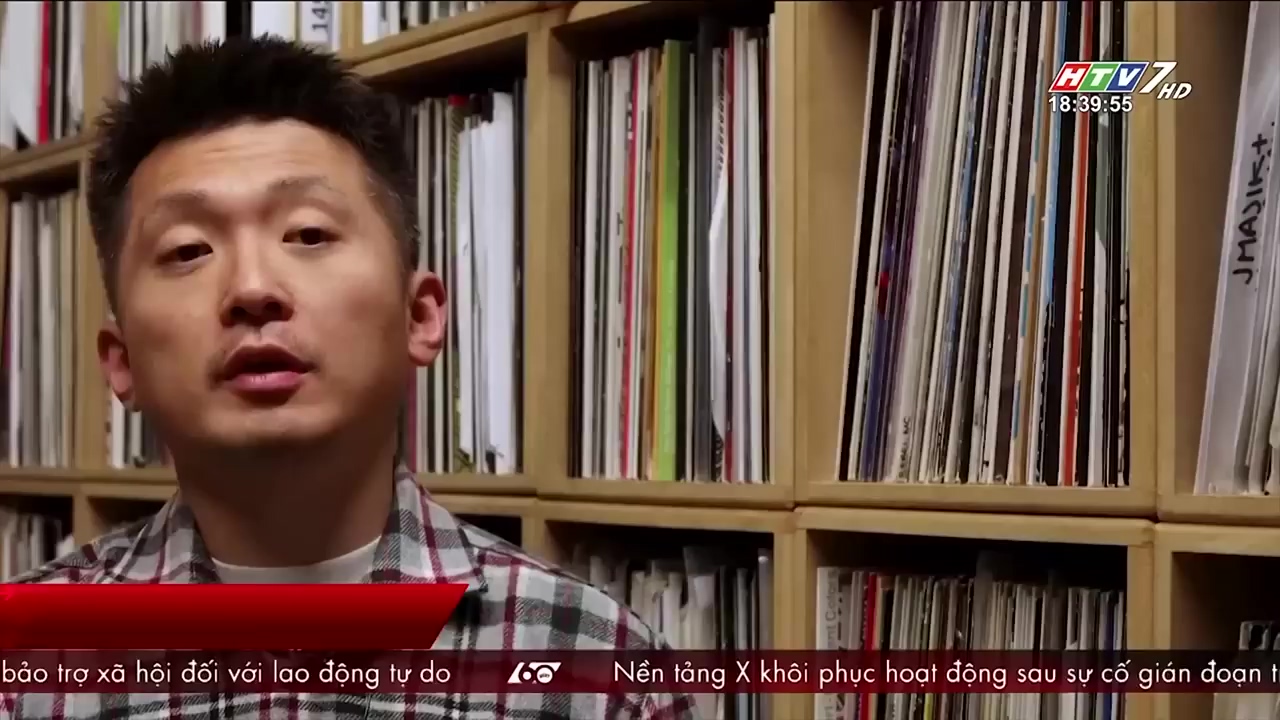 HTV7 HD
18:39:55
JMAJIK+
bảo trợ xã hội đối với lao động tự do
60
Nền tảng X khôi phục hoạt động sau sự cố gián đoạn t